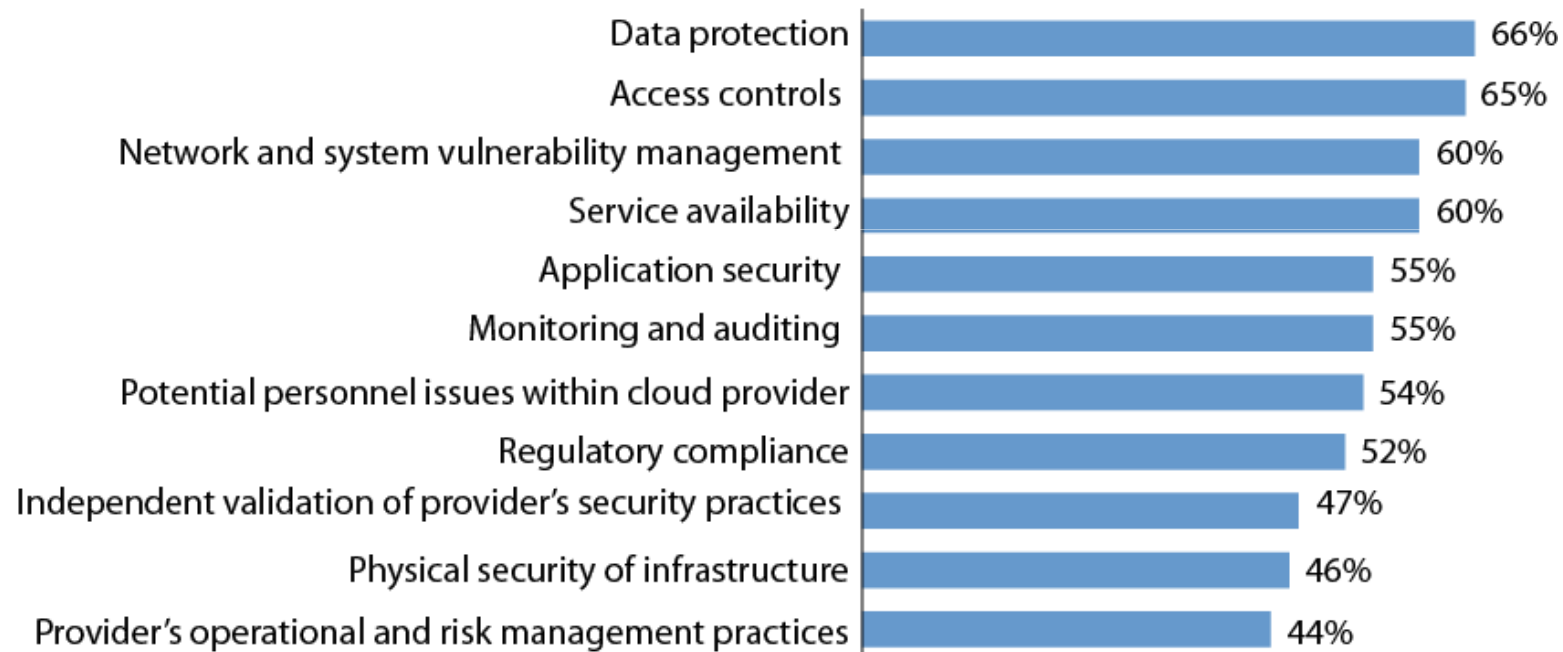 Data protection 66%
Access controls 65%
Network and system vulnerability management 60%
Service availability 60%
Application security 55%
Monitoring and auditing 55%
Potential personnel issues within cloud provider 54%
Regulatory compliance 52%
Independent validation of provider’s security practices 47%
Physical security of infrastructure 46%
Provider’s operational and risk management practices 44%